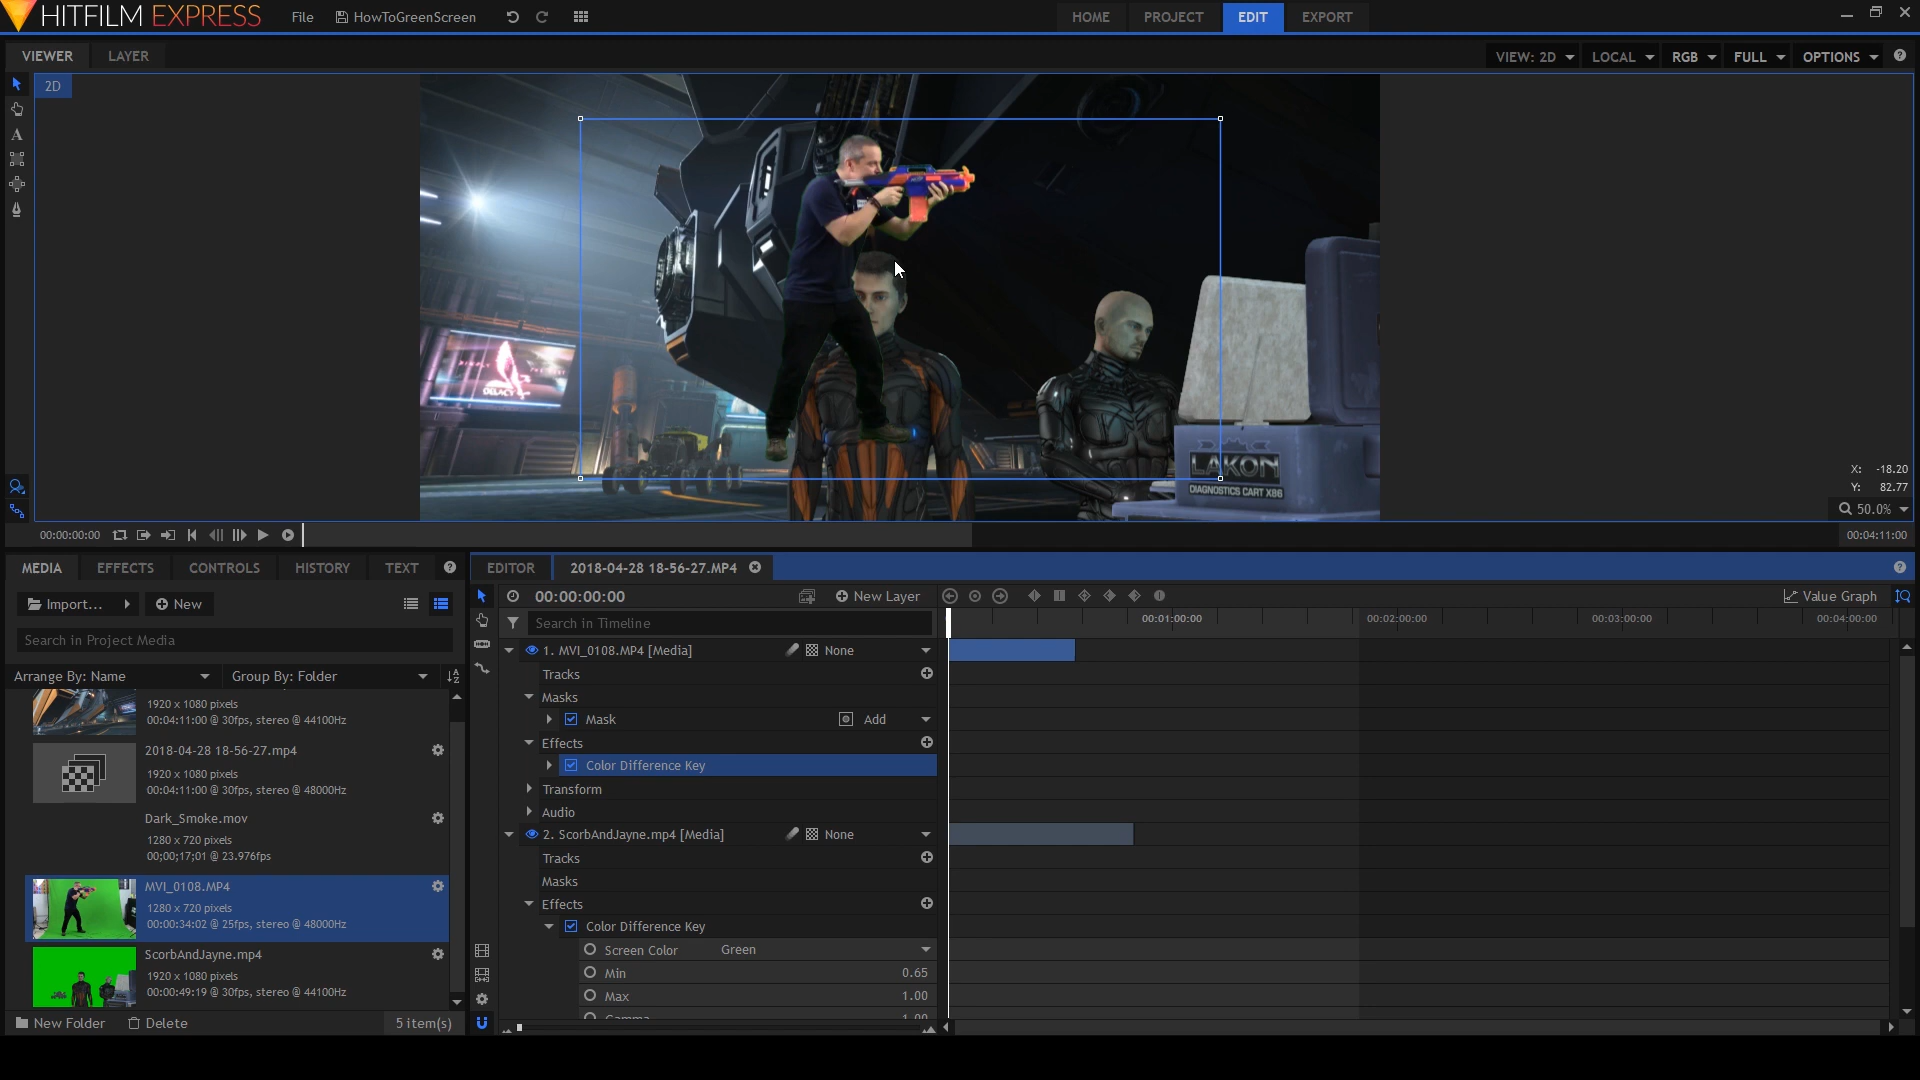 HITFILM EXPRESS File HowToGreenScreen HOME PROJECT EDIT EXPORT
VIEWER LAYER VIEW: 2D LOCAL RGB FULL OPTIONS
2D
DELACY
LAKON
DIAGNOSTICS CART X86
X: -18.20
Y: 82.77
50.0%
00:00:00:00 00:04:11:00
MEDIA EFFECTS CONTROLS HISTORY TEXT
Import... New
Search in Project Media
Arrange By: Name Group By: Folder
1920 x 1080 pixels
00:04:11:00 @ 30fps, stereo @ 44100Hz
2018-04-28 18-56-27.mp4
1920 x 1080 pixels
00:04:11:00 @ 30fps, stereo @ 48000Hz
Dark_Smoke.mov
1280 x 720 pixels
00;00;17;01 @ 23.976fps
MVI_0108.MP4
1280 x 720 pixels
00:00:34:02 @ 25fps, stereo @ 48000Hz
ScorbAndJayne.mp4
1920 x 1080 pixels
00:00:49:19 @ 30fps, stereo @ 44100Hz
New Folder Delete 5 item(s)
EDITOR 2018-04-28 18-56-27.MP4
00:00:00:00 New Layer Value Graph
Search in Timeline
00:01:00:00 00:02:00:00 00:03:00:00 00:04:00:00
1. MVI_0108.MP4 [Media] None
Tracks
Masks
Mask Add
Effects
Color Difference Key
Transform
Audio
2. ScorbAndJayne.mp4 [Media] None
Tracks
Masks
Effects
Color Difference Key
Screen Color Green
Min 0.65
Max 1.00
Gamma 1.00